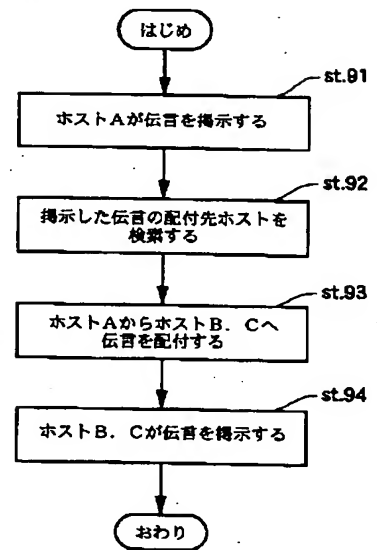 はじめ
st.91
ホストAが伝言を掲示する
st.92
掲示した伝言の配付先ホストを
検索する
st.93
ホストAからホストB．Cへ
伝言を配付する
st.94
ホストB．Cが伝言を掲示する
おわり